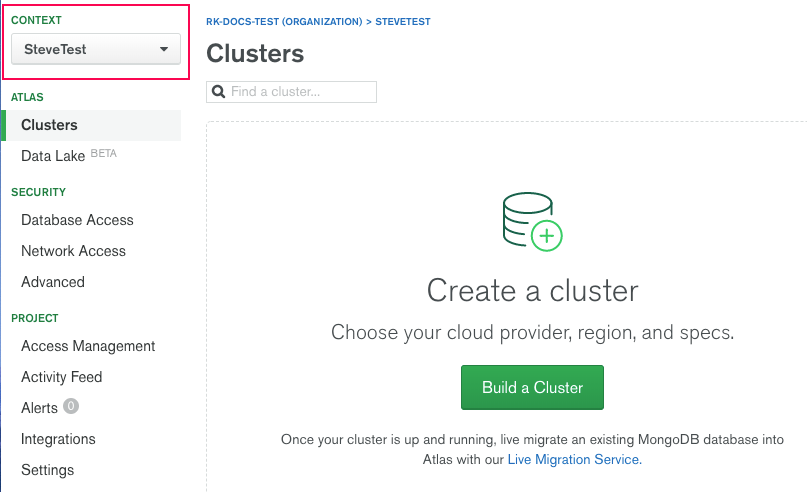 CONTEXT
SteveTest
ATLAS
Clusters
Data Lake BETA
SECURITY
Database Access
Network Access
Advanced
PROJECT
Access Management
Activity Feed
Alerts 0
Integrations
Settings
RK-DOCS-TEST (ORGANIZATION) > STEVETEST
Clusters
Find a cluster...
Create a cluster
Choose your cloud provider, region, and specs.
Build a Cluster
Once your cluster is up and running, live migrate an existing MongoDB database into
Atlas with our Live Migration Service.